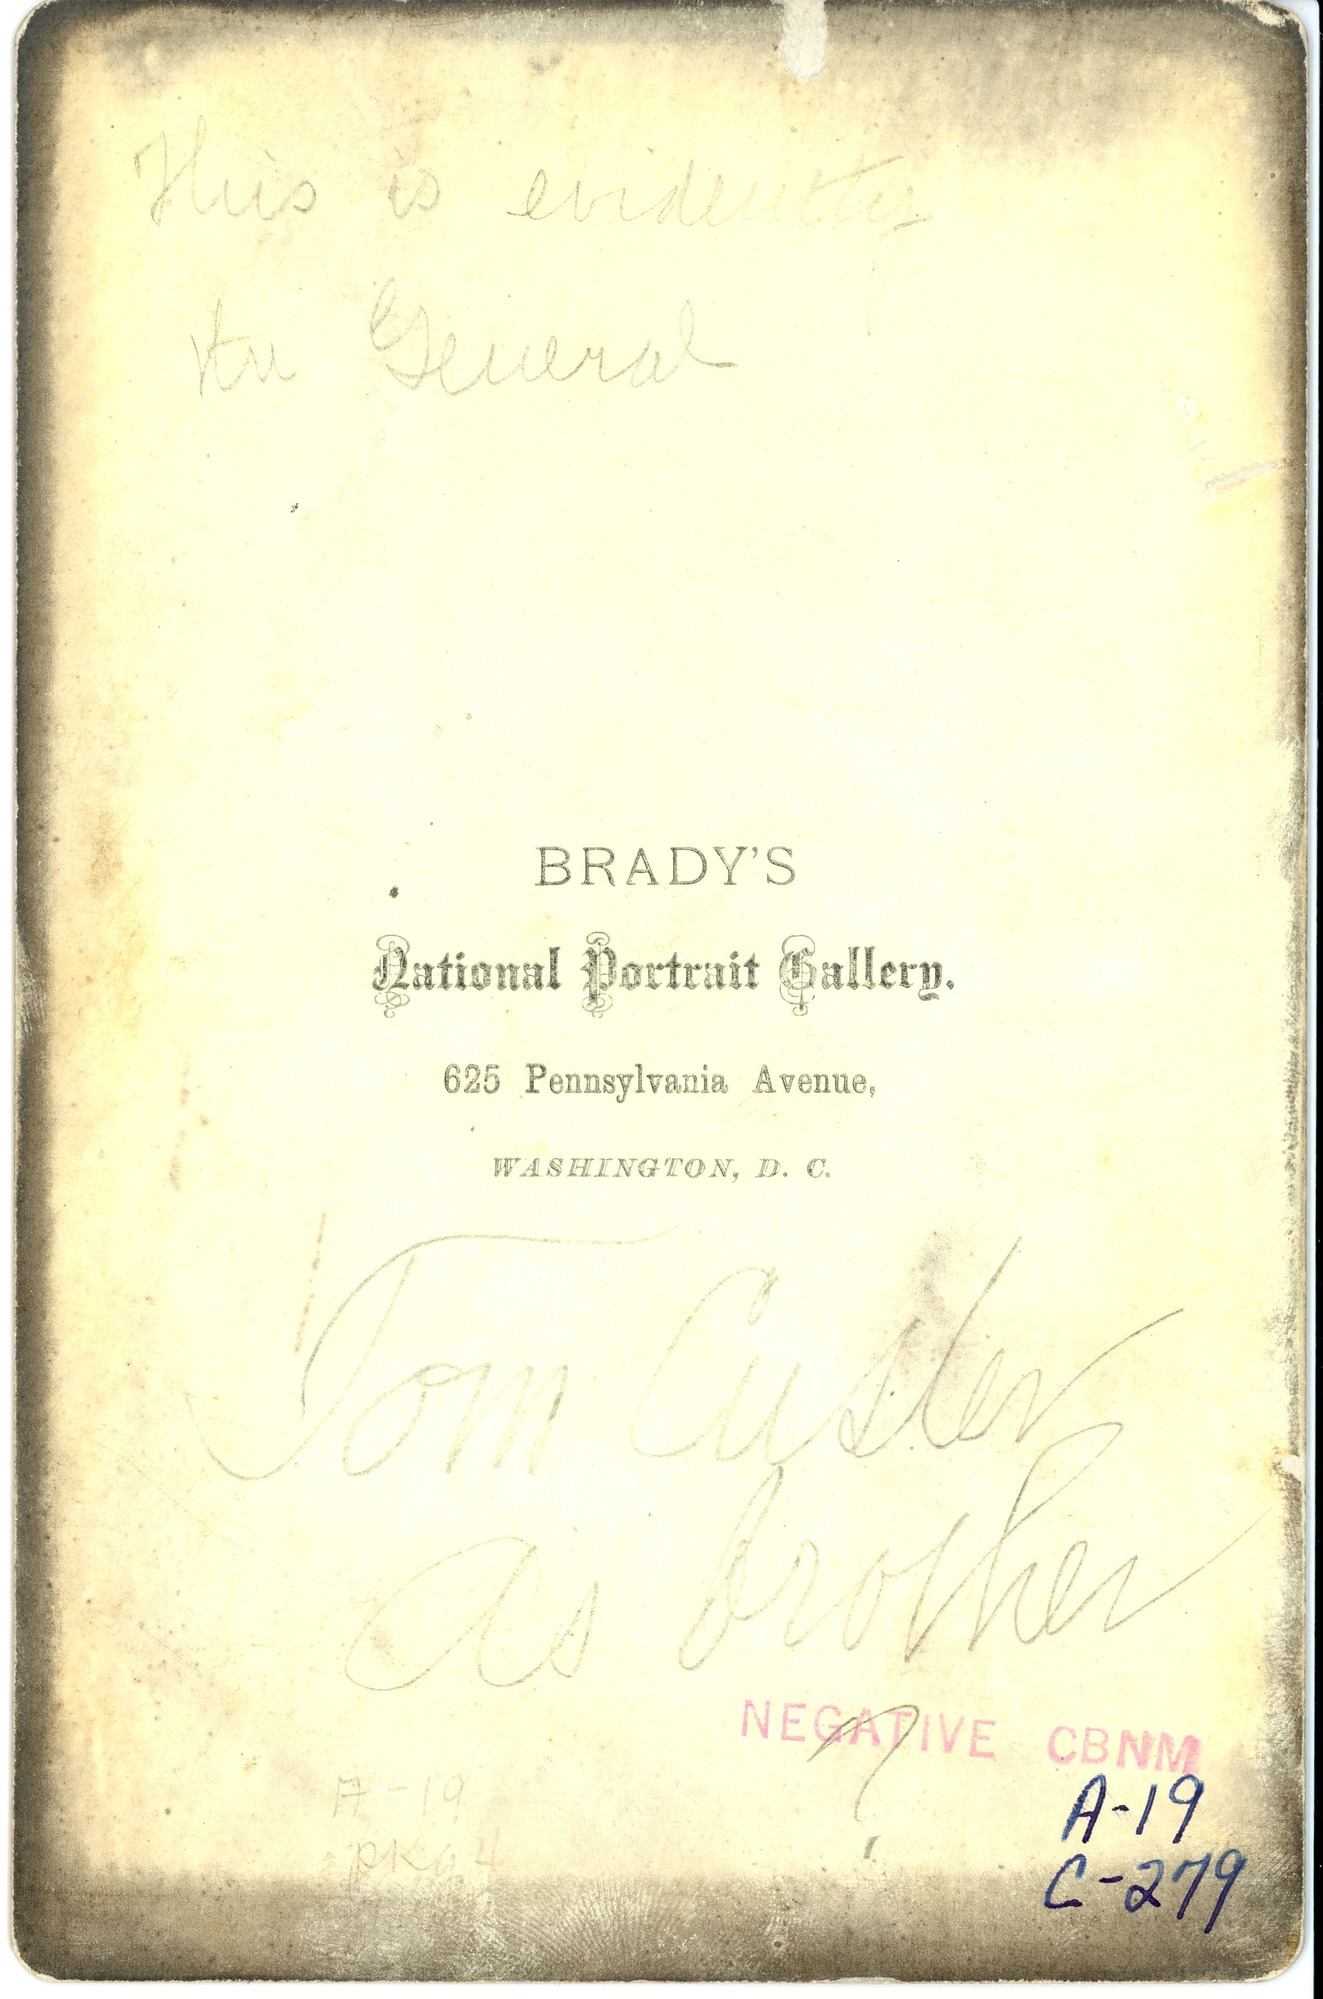 This is evidently
the General
BRADY'S
National Portrait Gallery.
625 Pennsylvania Avenue,
WASHINGTON, D. C.
Tom Custer
as brother
?
NEGATIVE CBNM
A-19
A-19
C-279